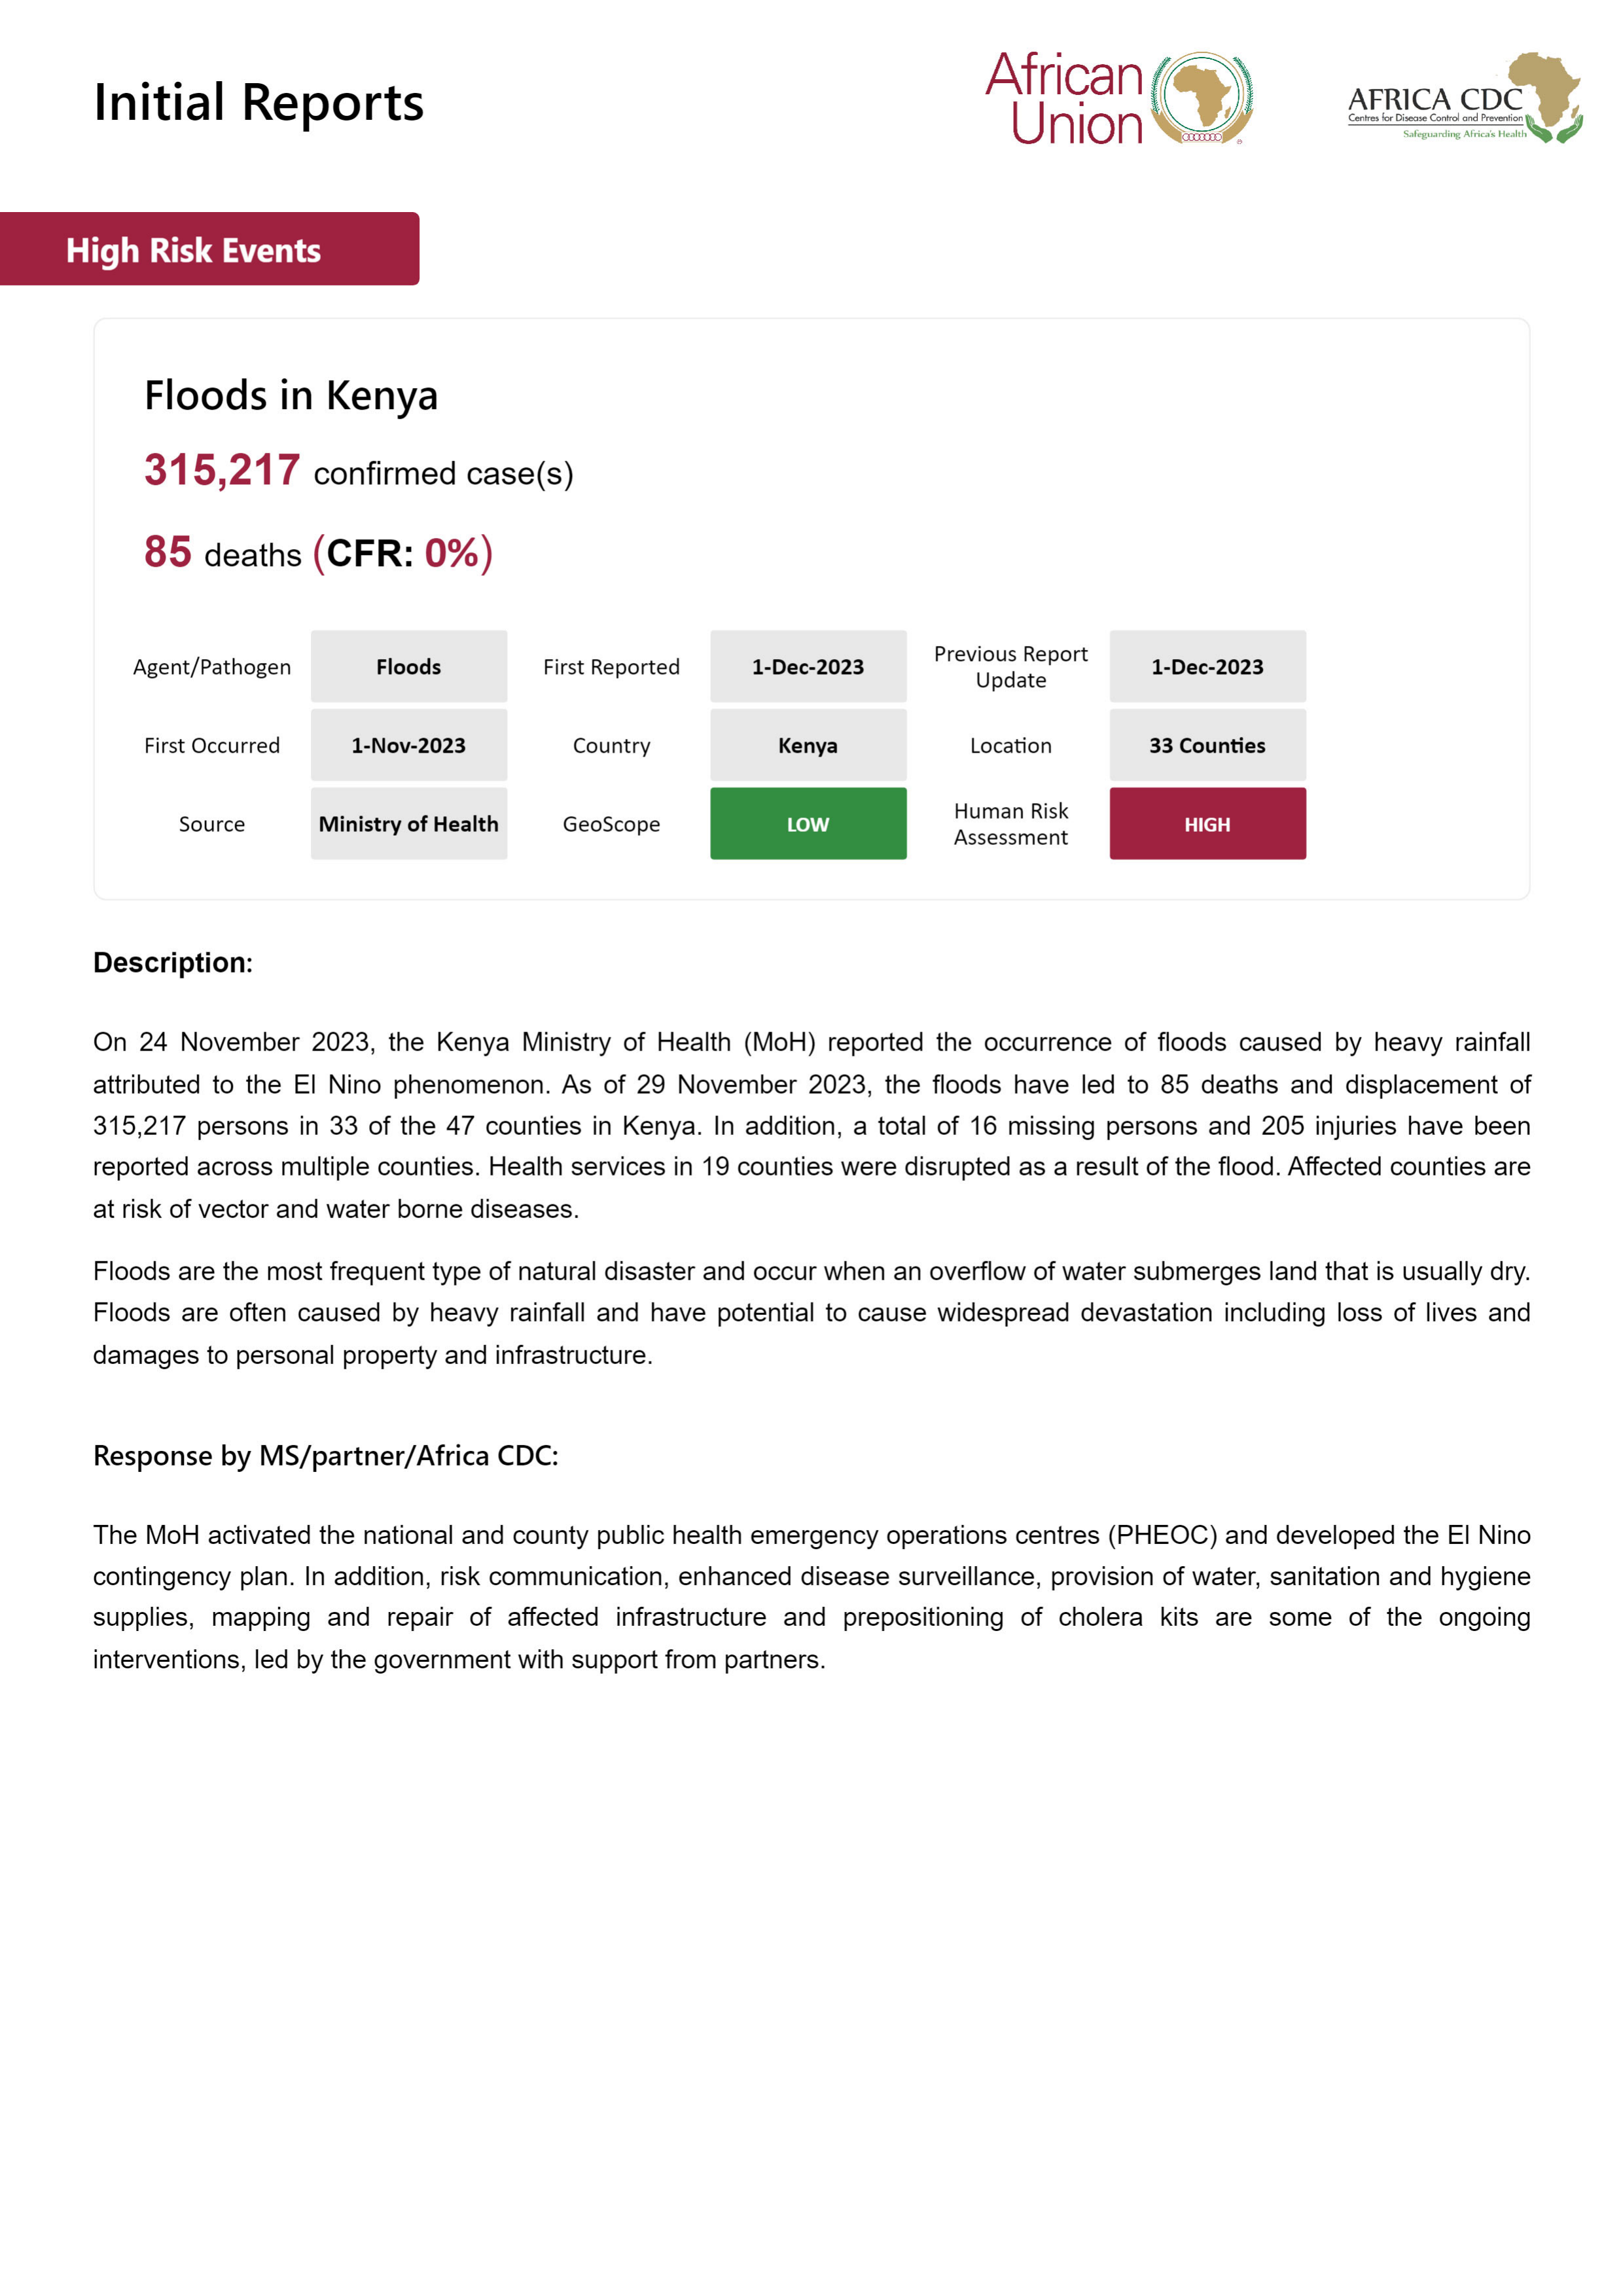 Initial Reports
African
Union
AFRICA CDC
Centres for Disease Control and Prevention
Safeguarding Africa's Health
High Risk Events
Floods in Kenya
315,217 confirmed case(s)
85 deaths (CFR: 0%)
Agent/Pathogen Floods First Reported 1-Dec-2023 Previous Report Update 1-Dec-2023
First Occurred 1-Nov-2023 Country Kenya Location 33 Counties
Source Ministry of Health GeoScope LOW Human Risk Assessment HIGH
Description:
On 24 November 2023, the Kenya Ministry of Health (MoH) reported the occurrence of floods caused by heavy rainfall
attributed to the El Nino phenomenon. As of 29 November 2023, the floods have led to 85 deaths and displacement of
315,217 persons in 33 of the 47 counties in Kenya. In addition, a total of 16 missing persons and 205 injuries have been
reported across multiple counties. Health services in 19 counties were disrupted as a result of the flood. Affected counties are
at risk of vector and water borne diseases.
Floods are the most frequent type of natural disaster and occur when an overflow of water submerges land that is usually dry.
Floods are often caused by heavy rainfall and have potential to cause widespread devastation including loss of lives and
damages to personal property and infrastructure.
Response by MS/partner/Africa CDC:
The MoH activated the national and county public health emergency operations centres (PHEOC) and developed the El Nino
contingency plan. In addition, risk communication, enhanced disease surveillance, provision of water, sanitation and hygiene
supplies, mapping and repair of affected infrastructure and prepositioning of cholera kits are some of the ongoing
interventions, led by the government with support from partners.